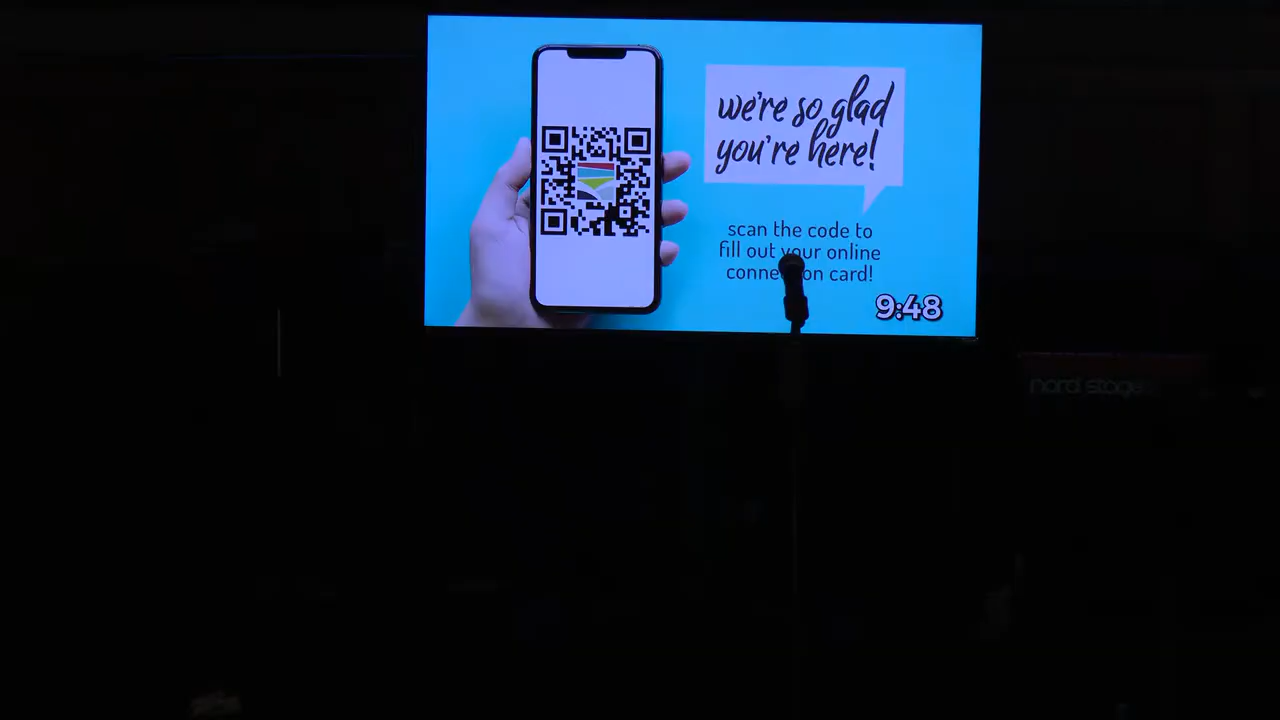 we're so glad
you're here!
scan the code to
fill out your online
connection card!
9:48
nord stage